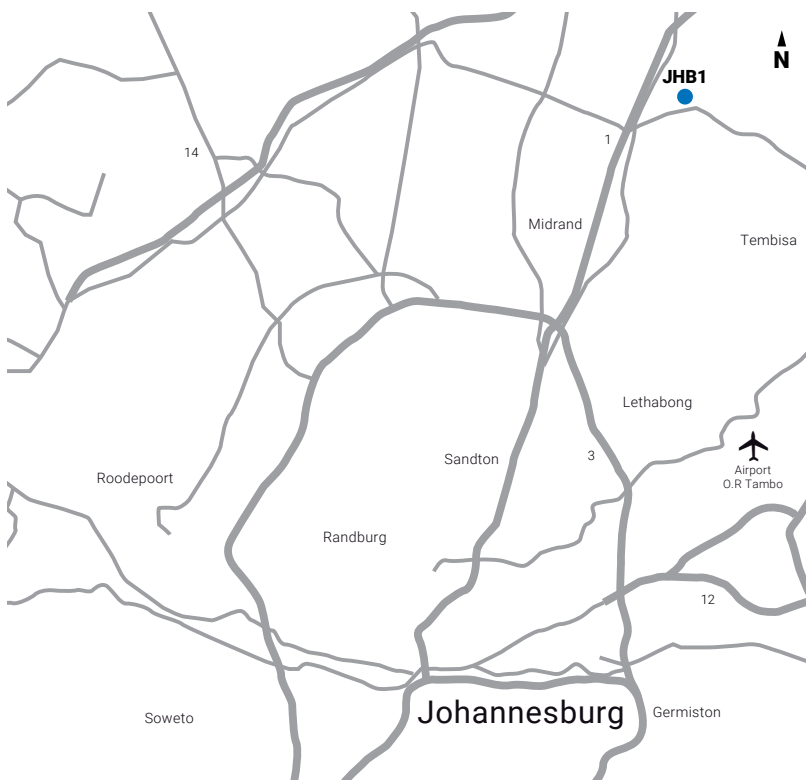 N
JHB1
1
14
Midrand
Tembisa
Lethabong
Sandton
3
Airport
O.R Tambo
Roodepoort
Randburg
12
Johannesburg
Germiston
Soweto